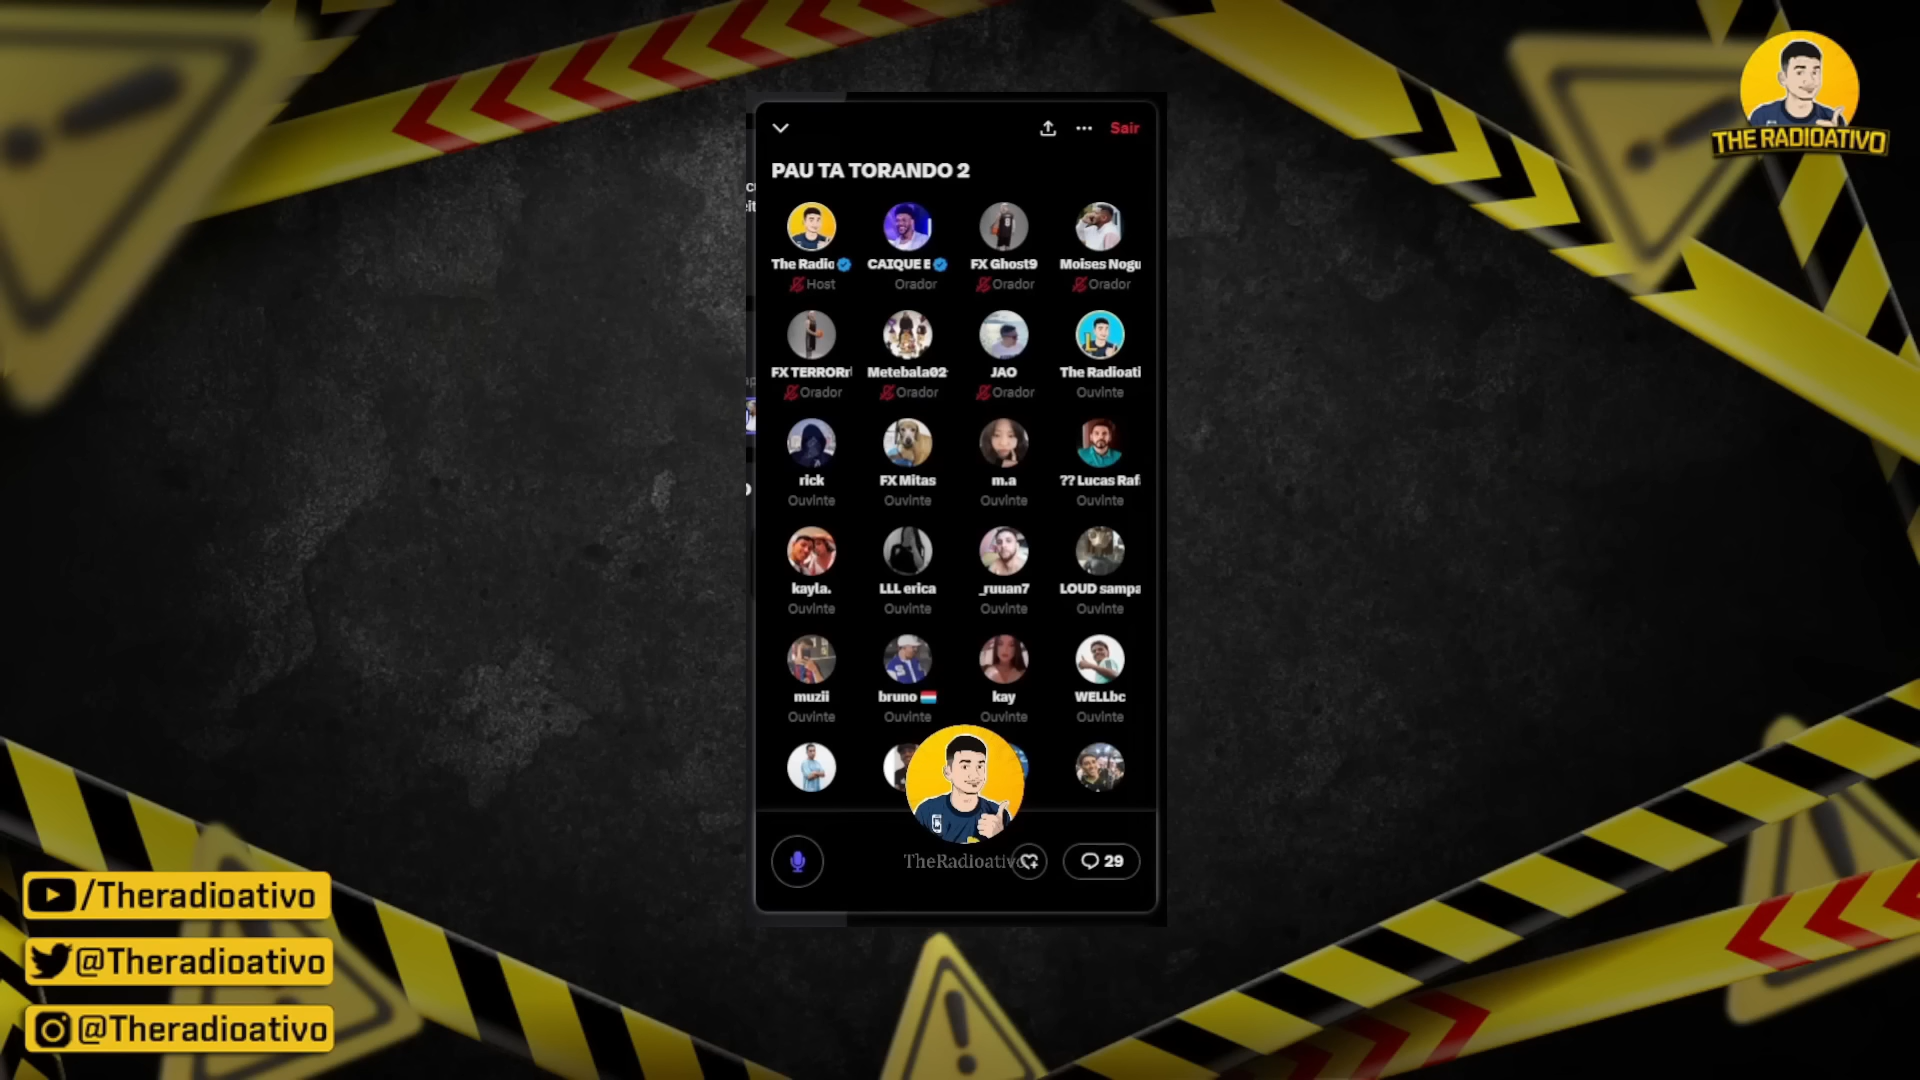 THE RADIOATIVO
Sair
PAU TA TORANDO 2
The Radio CAIQUE E FX Ghost9 Moises Nogu
Host Orador Orador Orador
FX TERRORr Metebala02 JAO The Radioati
Orador Orador Orador Ouvinte
rick FX Mitas m.a ?? Lucas Raf
Ouvinte Ouvinte Ouvinte Ouvinte
kayla. LLL erica _ruuan7 LOUD sampa
Ouvinte Ouvinte Ouvinte Ouvinte
muzii bruno kay WELLbc
Ouvinte Ouvinte Ouvinte Ouvinte
TheRadioativo
29
/Theradioativo
@Theradioativo
@Theradioativo